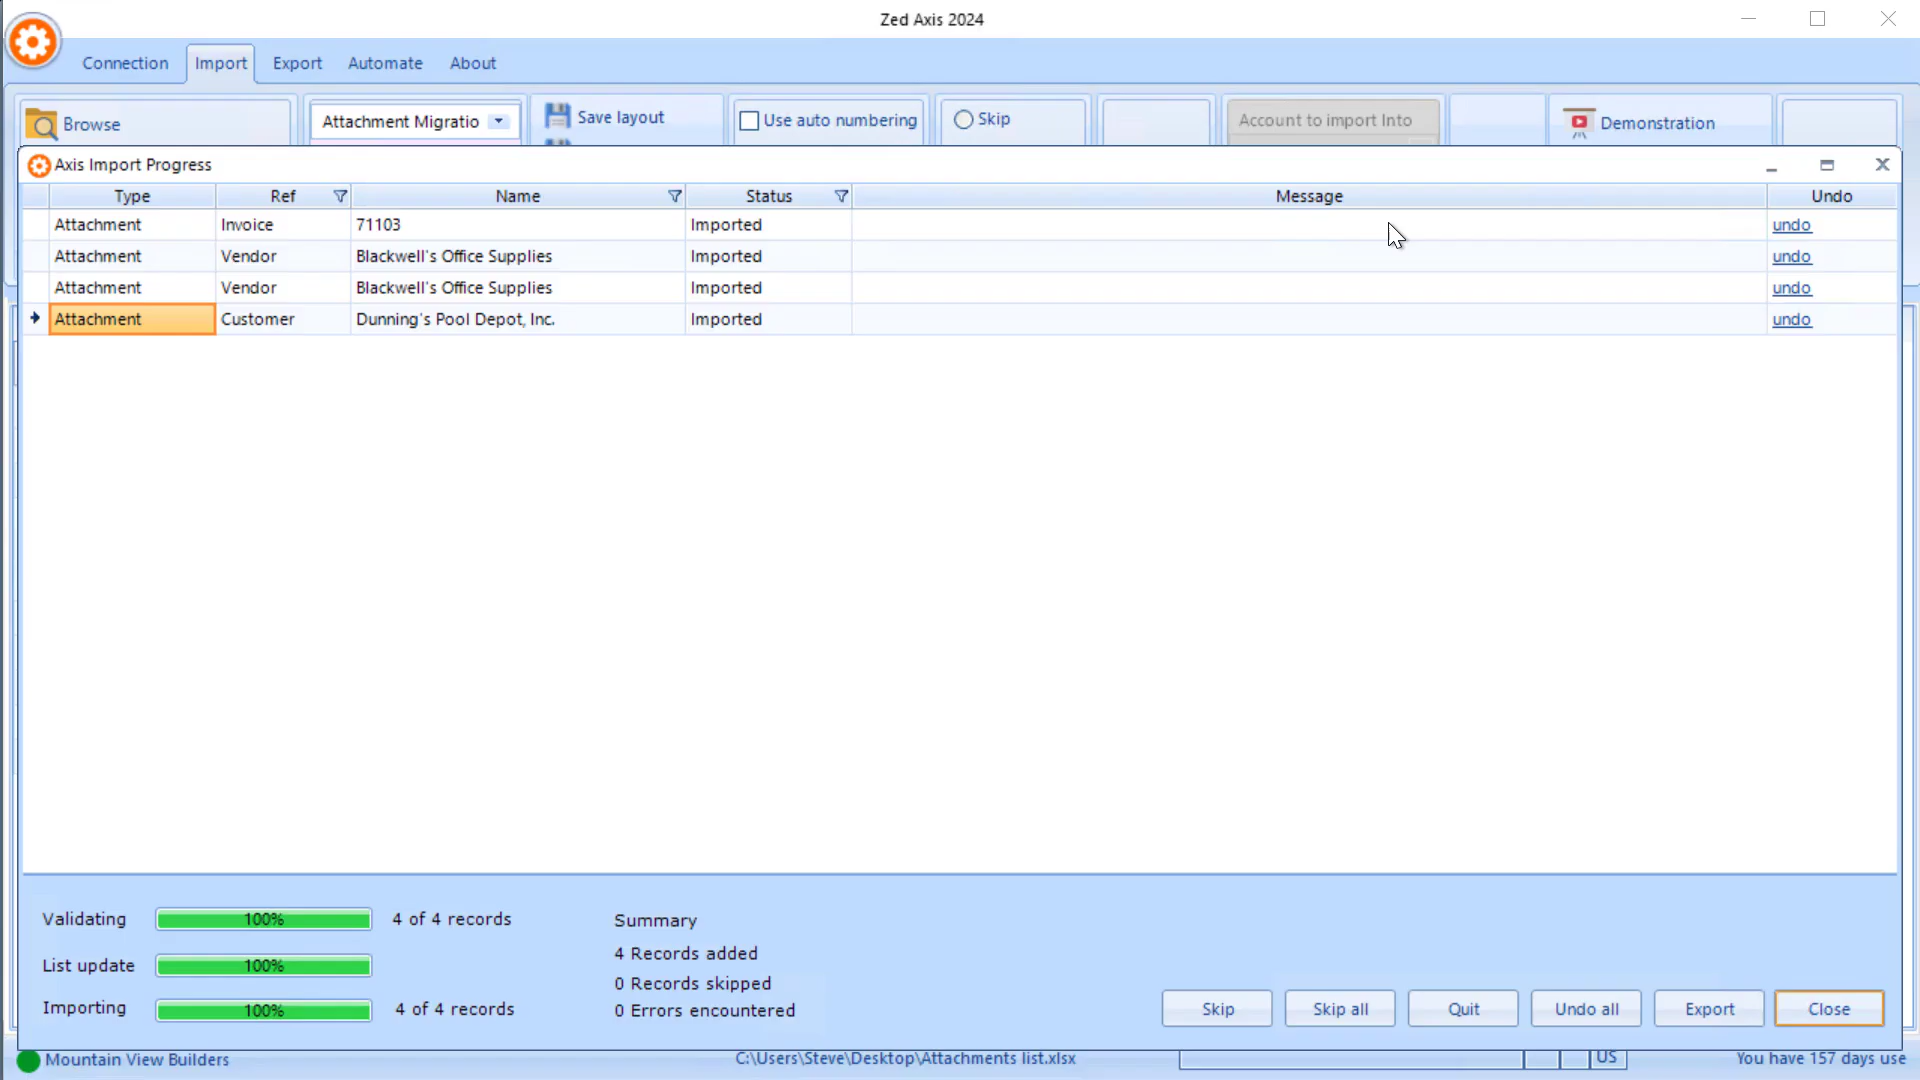 Zed Axis 2024
Connection Import Export Automate About
Browse Attachment Migratio Save layout Use auto numbering Skip Account to import Into Demonstration
Axis Import Progress
Type Ref Name Status Message Undo
Attachment Invoice 71103 Imported undo
Attachment Vendor Blackwell's Office Supplies Imported undo
Attachment Vendor Blackwell's Office Supplies Imported undo
Attachment Customer Dunning's Pool Depot, Inc. Imported undo
Validating 100% 4 of 4 records Summary
4 Records added
List update 100%
0 Records skipped
Importing 100% 4 of 4 records 0 Errors encountered
Skip Skip all Quit Undo all Export Close
Mountain View Builders C:\Users\Steve\Desktop\Attachments list.xlsx US You have 157 days use